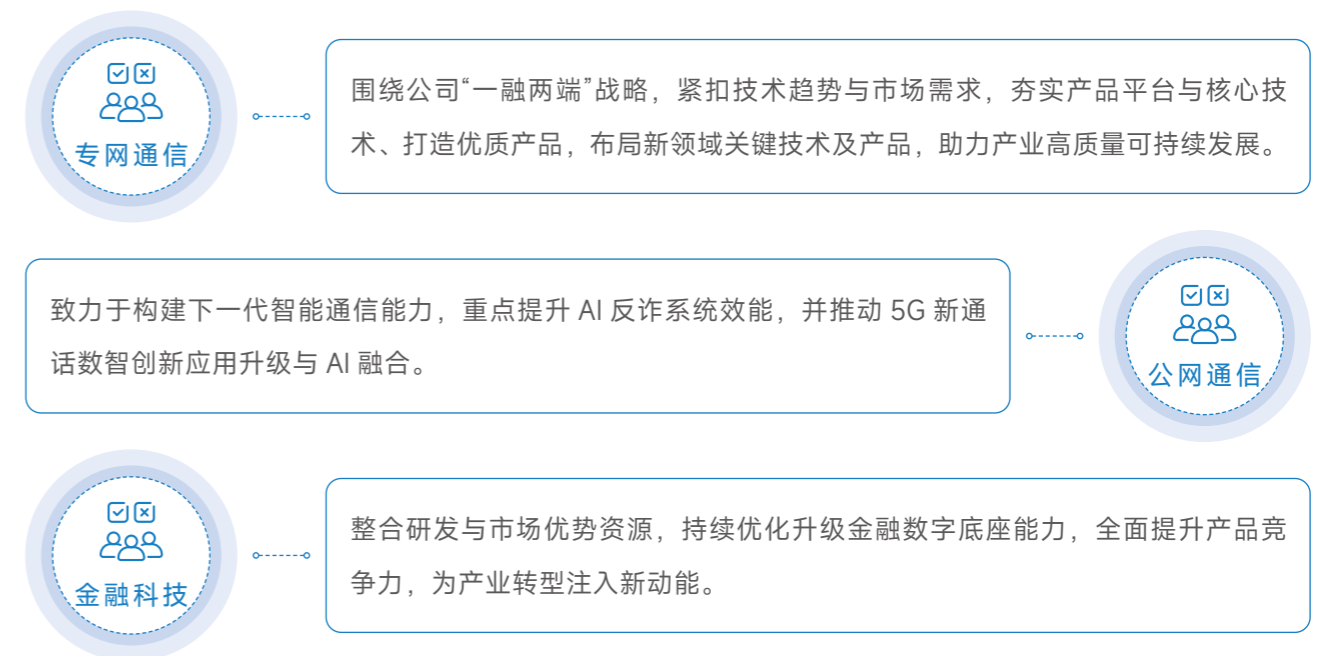 专网通信
围绕公司“一融两端”战略，紧扣技术趋势与市场需求，夯实产品平台与核心技
术、打造优质产品，布局新领域关键技术及产品，助力产业高质量可持续发展。
致力于构建下一代智能通信能力，重点提升 AI 反诈系统效能，并推动 5G 新通
话数智创新应用升级与 AI 融合。
公网通信
金融科技
整合研发与市场优势资源，持续优化升级金融数字底座能力，全面提升产品竞
争力，为产业转型注入新动能。